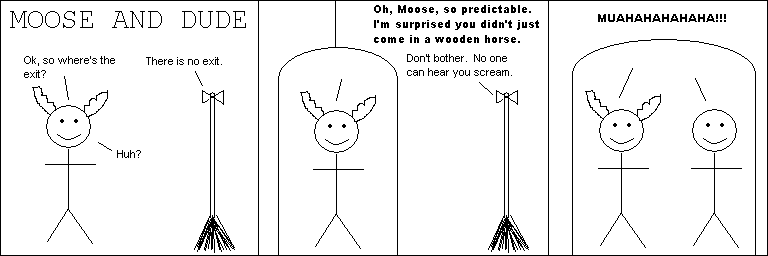 MOOSE AND DUDE
Ok, so where's the
exit?
There is no exit.
Huh?
Oh, Moose, so predictable.
I'm surprised you didn't just
come in a wooden horse.
Don't bother. No one
can hear you scream.
MUAHAHAHAHAHA!!!